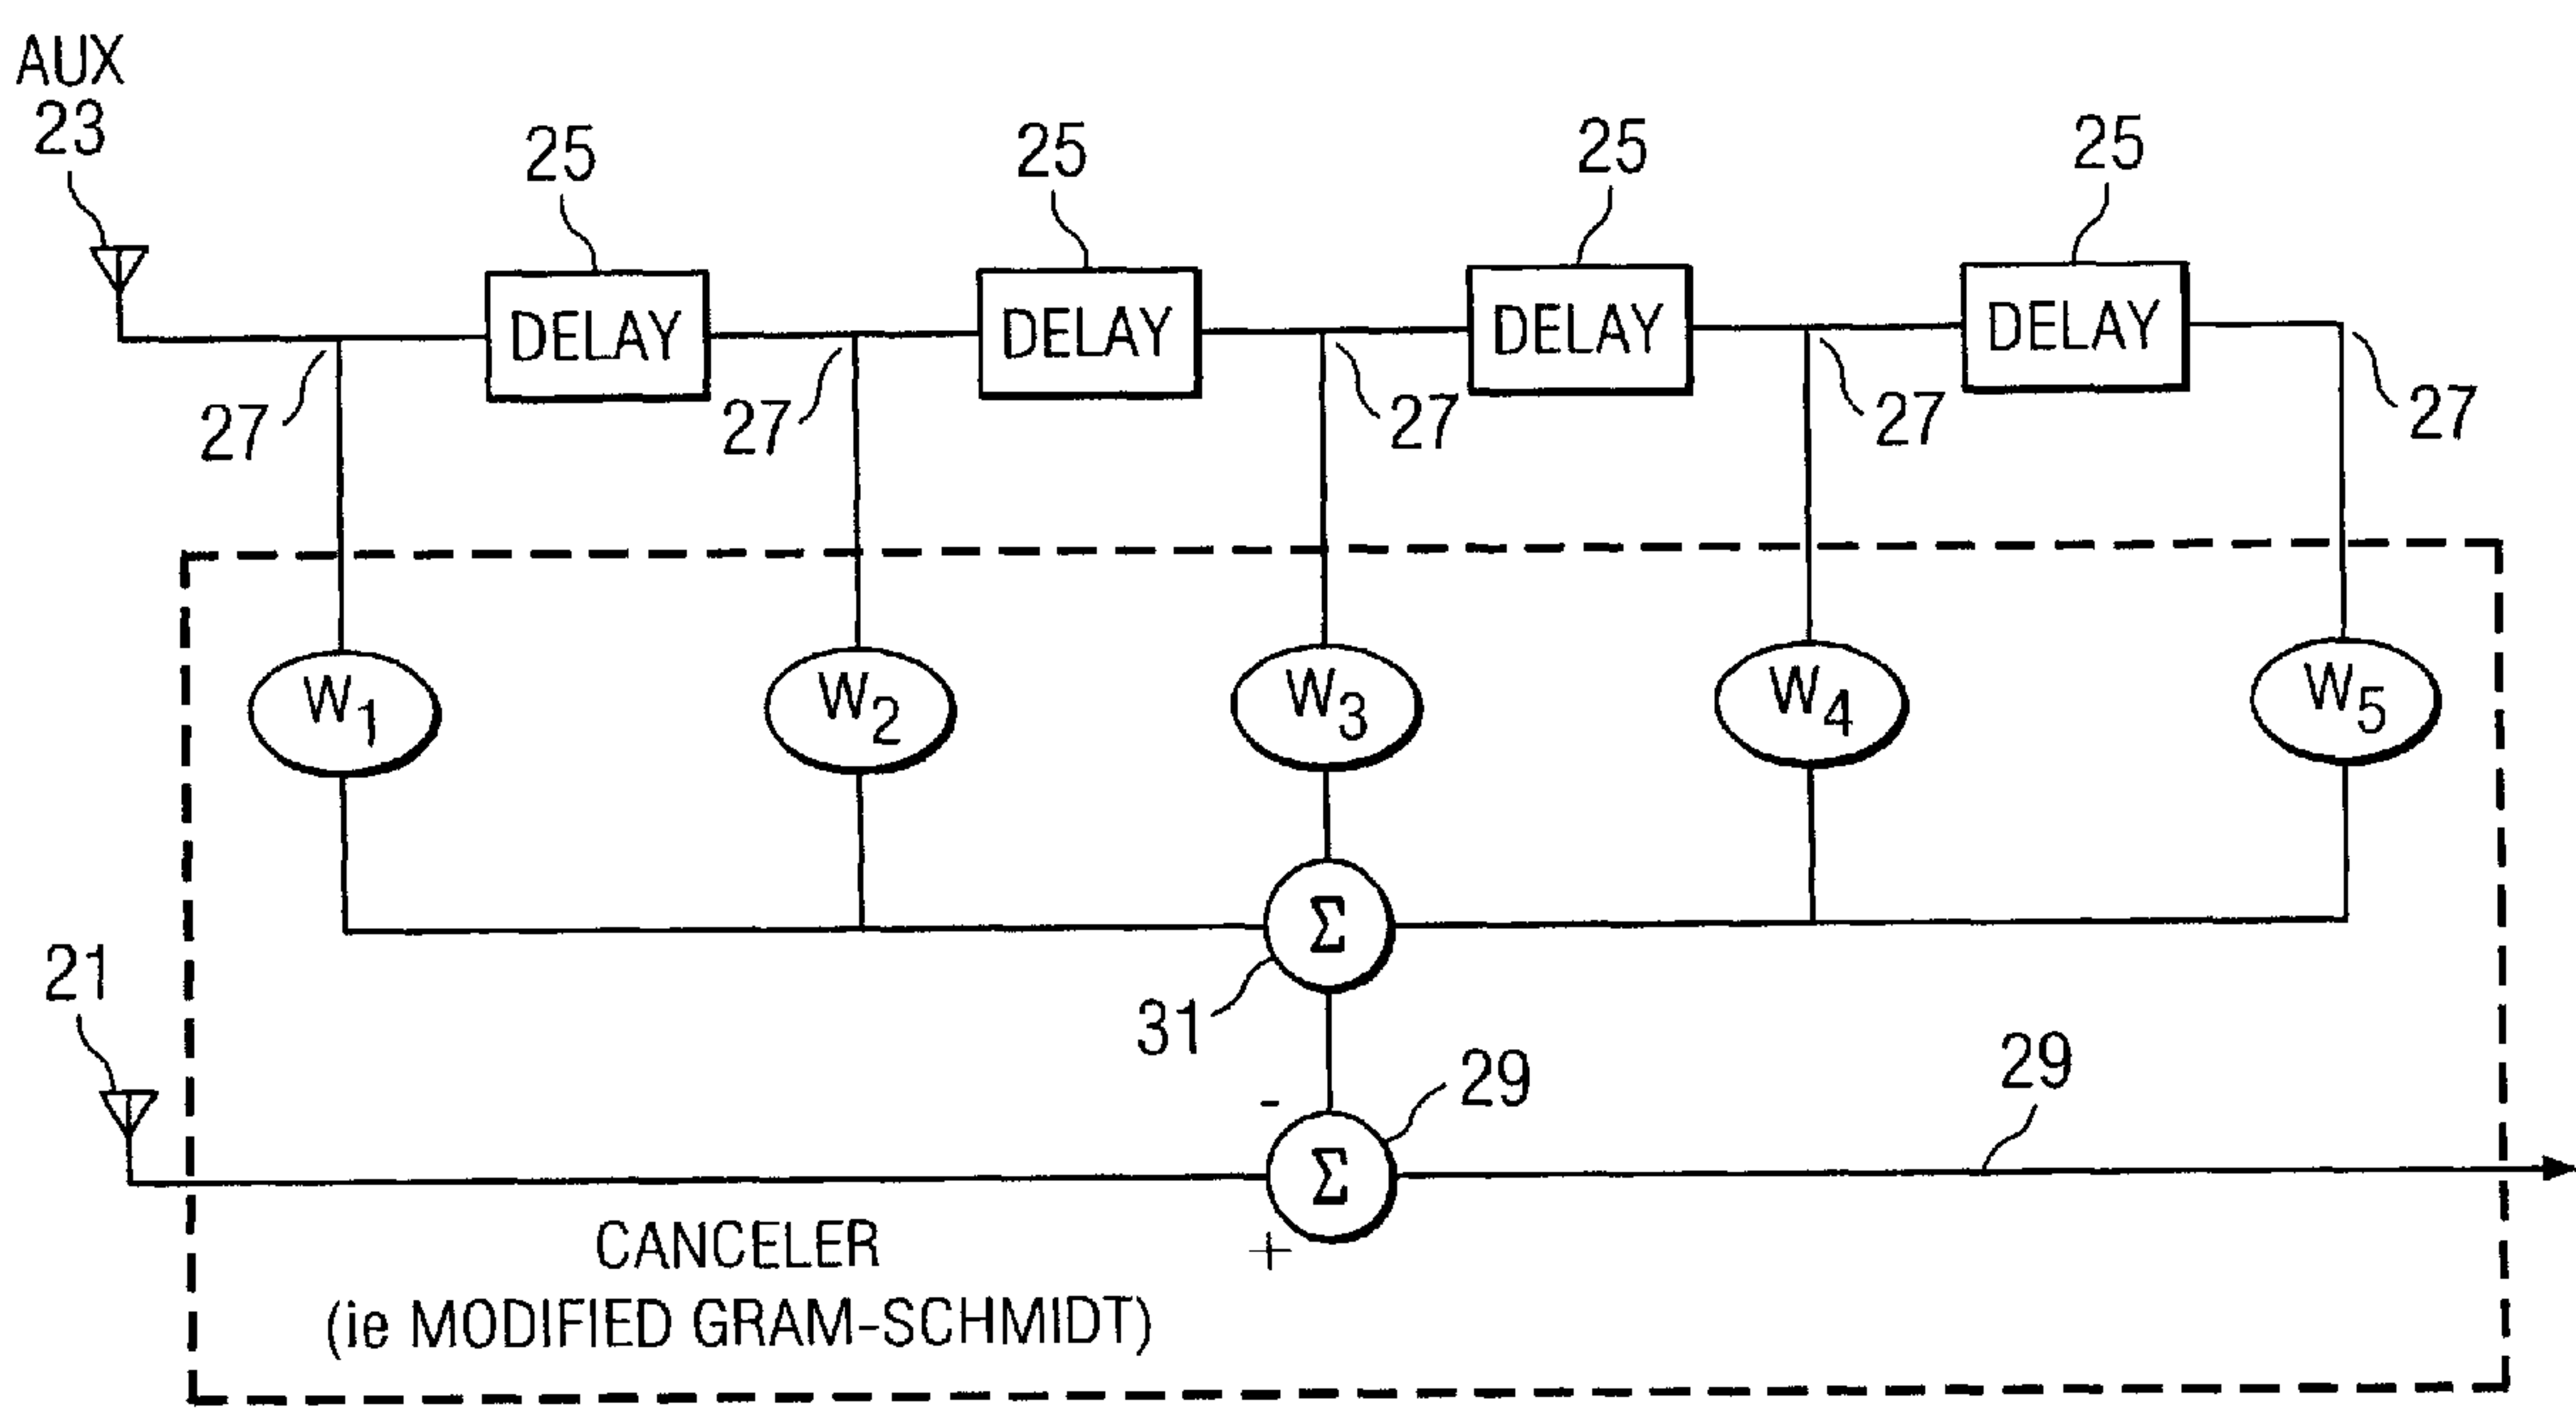 AUX
23
25 25 25 25
DELAY DELAY DELAY DELAY
27 27 27 27 27
W1 W2 W3 W4 W5
Σ
21
31
29 29
-
Σ
+
CANCELER
(ie MODIFIED GRAM-SCHMIDT)